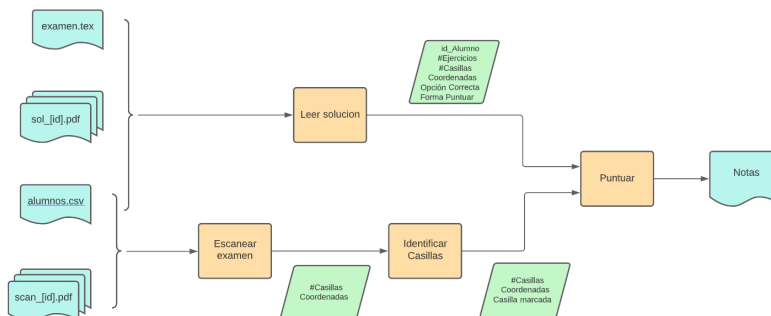 examen.tex
sol_[id].pdf
alumnos.csv
scan_[id].pdf
Leer solucion
id_Alumno
#Ejercicios
#Casillas
Coordenadas
Opción Correcta
Forma Puntuar
Escanear
examen
#Casillas
Coordenadas
Identificar
Casillas
#Casillas
Coordenadas
Casilla marcada
Puntuar
Notas